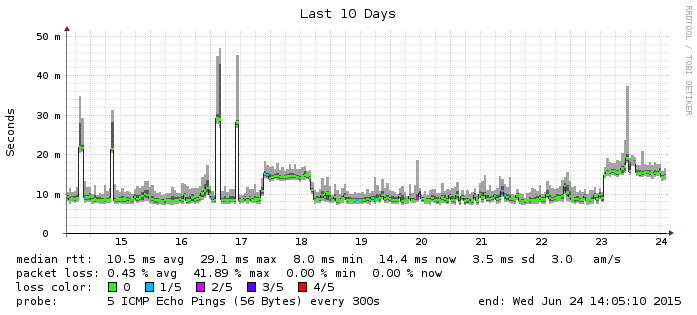 Last 10 Days
RRDTOOL / TOBI OETIKER
Seconds
50 m
40 m
30 m
20 m
10 m
0
15 16 17 18 19 20 21 22 23 24
median rtt: 10.5 ms avg 29.1 ms max 8.0 ms min 14.4 ms now 3.5 ms sd 3.0 am/s
packet loss: 0.43 % avg 41.89 % max 0.00 % min 0.00 % now
loss color: 0 1/5 2/5 3/5 4/5
probe: 5 ICMP Echo Pings (56 Bytes) every 300s end: Wed Jun 24 14:05:10 2015